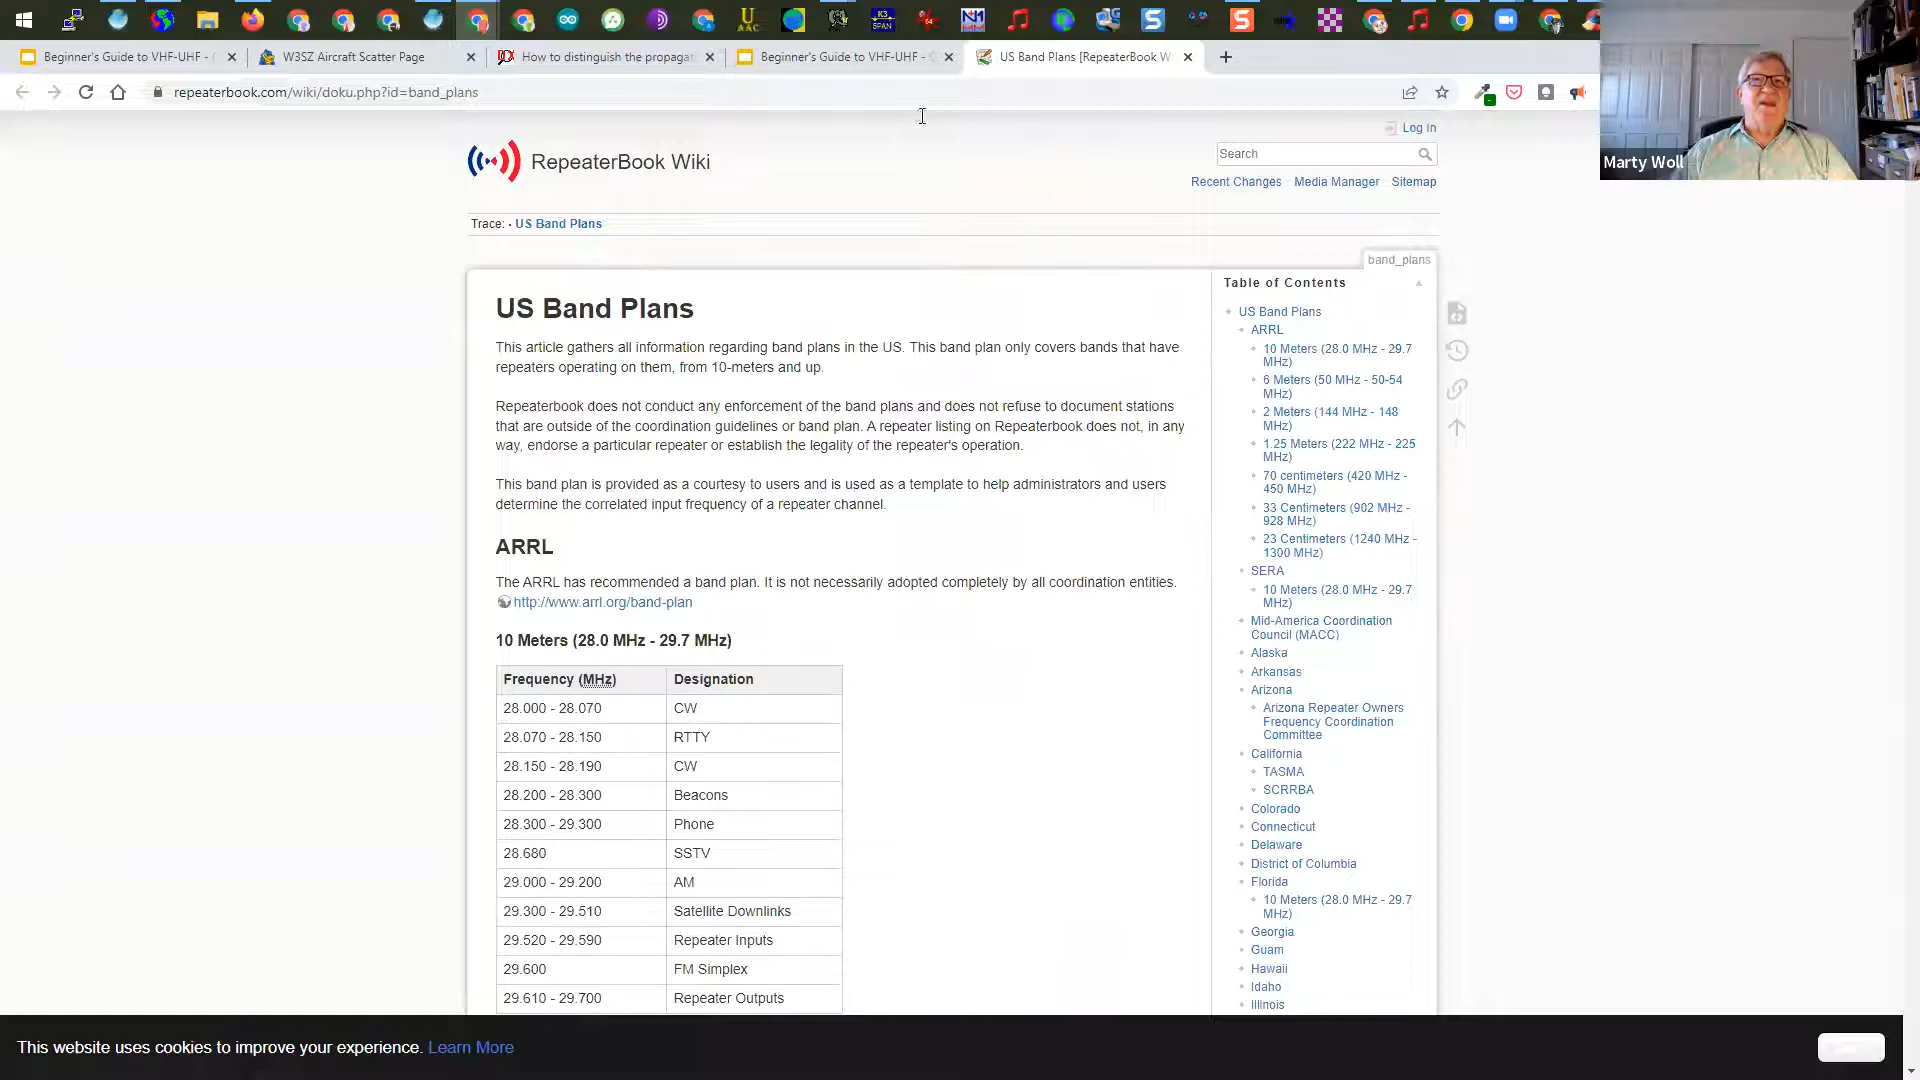 Beginner's Guide to VHF-UHF -
W3SZ Aircraft Scatter Page
How to distinguish the propagat
Beginner's Guide to VHF-UHF -
US Band Plans [RepeaterBook W
repeaterbook.com/wiki/doku.php?id=band_plans
Marty Woll
Log In
RepeaterBook Wiki
Search
Recent Changes Media Manager Sitemap
Trace: • US Band Plans
band_plans
US Band Plans
This article gathers all information regarding band plans in the US. This band plan only covers bands that have
repeaters operating on them, from 10-meters and up.
Repeaterbook does not conduct any enforcement of the band plans and does not refuse to document stations
that are outside of the coordination guidelines or band plan. A repeater listing on Repeaterbook does not, in any
way, endorse a particular repeater or establish the legality of the repeater's operation.
This band plan is provided as a courtesy to users and is used as a template to help administrators and users
determine the correlated input frequency of a repeater channel.
ARRL
The ARRL has recommended a band plan. It is not necessarily adopted completely by all coordination entities.
http://www.arrl.org/band-plan
10 Meters (28.0 MHz - 29.7 MHz)
Frequency (MHz) Designation
28.000 - 28.070 CW
28.070 - 28.150 RTTY
28.150 - 28.190 CW
28.200 - 28.300 Beacons
28.300 - 29.300 Phone
28.680 SSTV
29.000 - 29.200 AM
29.300 - 29.510 Satellite Downlinks
29.520 - 29.590 Repeater Inputs
29.600 FM Simplex
29.610 - 29.700 Repeater Outputs
Table of Contents
US Band Plans
ARRL
10 Meters (28.0 MHz - 29.7
MHz)
6 Meters (50 MHz - 50-54
MHz)
2 Meters (144 MHz - 148
MHz)
1.25 Meters (222 MHz - 225
MHz)
70 centimeters (420 MHz -
450 MHz)
33 Centimeters (902 MHz -
928 MHz)
23 Centimeters (1240 MHz -
1300 MHz)
SERA
10 Meters (28.0 MHz - 29.7
MHz)
Mid-America Coordination
Council (MACC)
Alaska
Arkansas
Arizona
Arizona Repeater Owners
Frequency Coordination
Committee
California
TASMA
SCRRBA
Colorado
Connecticut
Delaware
District of Columbia
Florida
10 Meters (28.0 MHz - 29.7
MHz)
Georgia
Guam
Hawaii
Idaho
Illinois
This website uses cookies to improve your experience. Learn More